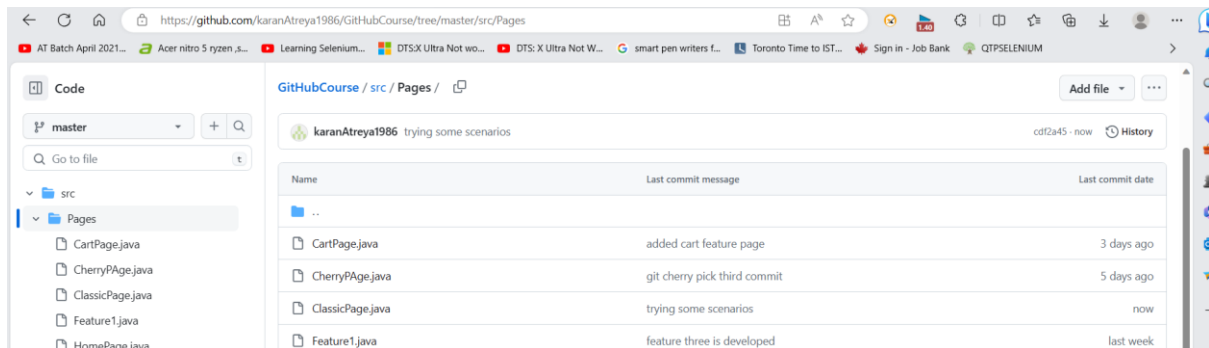 https://github.com/karanAtreya1986/GitHubCourse/tree/master/src/Pages
1.40
AT Batch April 2021... Acer nitro 5 ryzen ,s... Learning Selenium... DTS:X Ultra Not wo... DTS: X Ultra Not W... smart pen writers f... Toronto Time to IST... Sign in - Job Bank QTPSELENIUM
Code
GitHubCourse / src / Pages /
Add file
master
karanAtreya1986 trying some scenarios
cdf2a45 · now History
Go to file t
Name Last commit message Last commit date
src
..
Pages
CartPage.java
CartPage.java added cart feature page 3 days ago
CherryPAge.java
CherryPAge.java git cherry pick third commit 5 days ago
ClassicPage.java
ClassicPage.java trying some scenarios now
Feature1.java
Feature1.java feature three is developed last week
HomePage.java